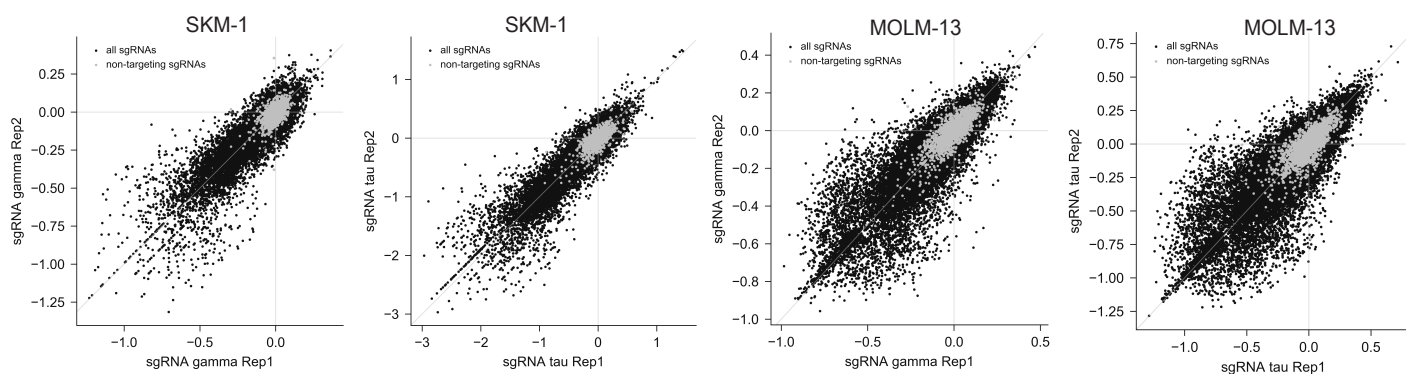 SKM-1
all sgRNAs
non-targeting sgRNAs
0.25
0.00
−0.25
−0.50
−0.75
−1.00
−1.25
sgRNA gamma Rep2
−1.0
−0.5
0.0
sgRNA gamma Rep1
SKM-1
all sgRNAs
non-targeting sgRNAs
1
0
−1
−2
−3
sgRNA tau Rep2
−3
−2
−1
0
1
sgRNA tau Rep1
MOLM-13
all sgRNAs
non-targeting sgRNAs
0.4
0.2
0.0
−0.2
−0.4
−0.6
−0.8
−1.0
sgRNA gamma Rep2
−1.0
−0.5
0.0
0.5
sgRNA gamma Rep1
MOLM-13
all sgRNAs
non-targeting sgRNAs
0.75
0.50
0.25
0.00
−0.25
−0.50
−0.75
−1.00
−1.25
sgRNA tau Rep2
−1.0
−0.5
0.0
0.5
sgRNA tau Rep1